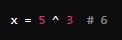 x = 5 ^ 3  # 6